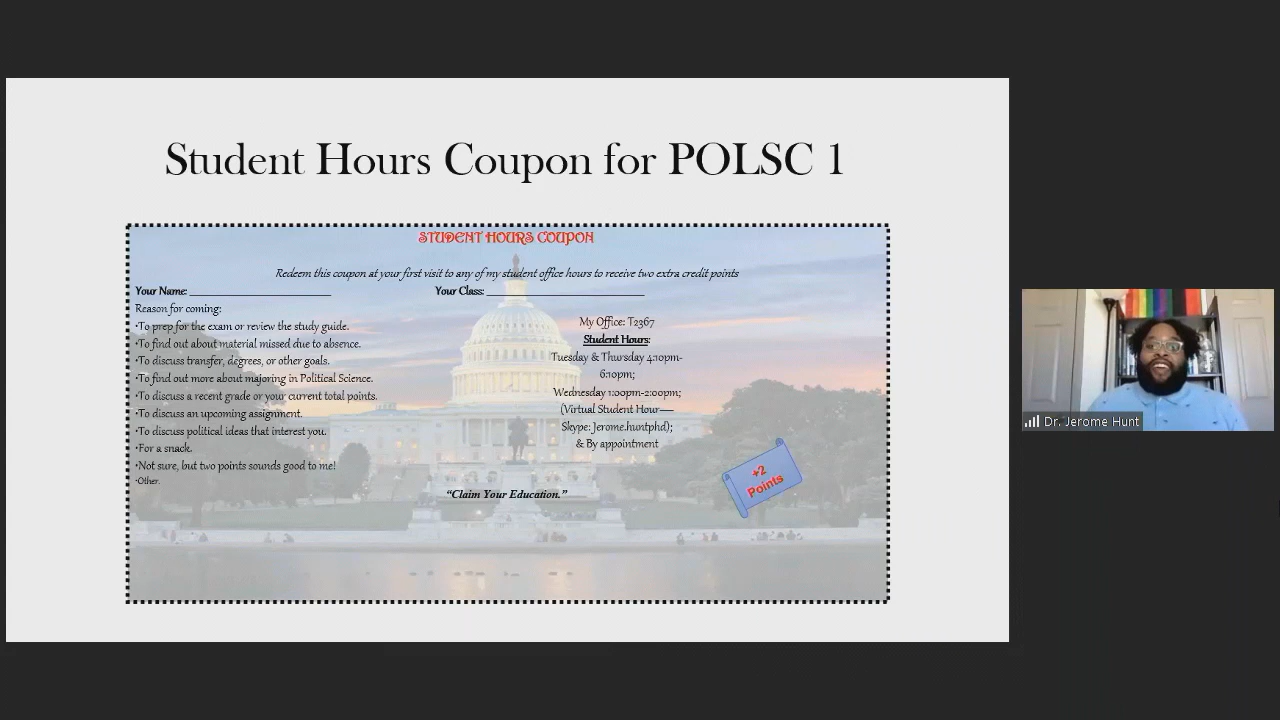 Student Hours Coupon for POLSC 1
STUDENT HOURS COUPON
Redeem this coupon at your first visit to any of my student office hours to receive two extra credit points
Your Name: ________________________ Your Class: ___________________________
Reason for coming:
•To prep for the exam or review the study guide.
•To find out about material missed due to absence.
•To discuss transfer, degrees, or other goals.
•To find out more about majoring in Political Science.
•To discuss a recent grade or your current total points.
•To discuss an upcoming assignment.
•To discuss political ideas that interest you.
•For a snack.
•Not sure, but two points sounds good to me!
•Other.
My Office: T2367
Student Hours:
Tuesday & Thursday 4:10pm-
6:10pm;
Wednesday 1:00pm-2:00pm;
(Virtual Student Hour—
Skype: Jerome.huntphd);
& By appointment
+2
Points
“Claim Your Education.”
Dr. Jerome Hunt